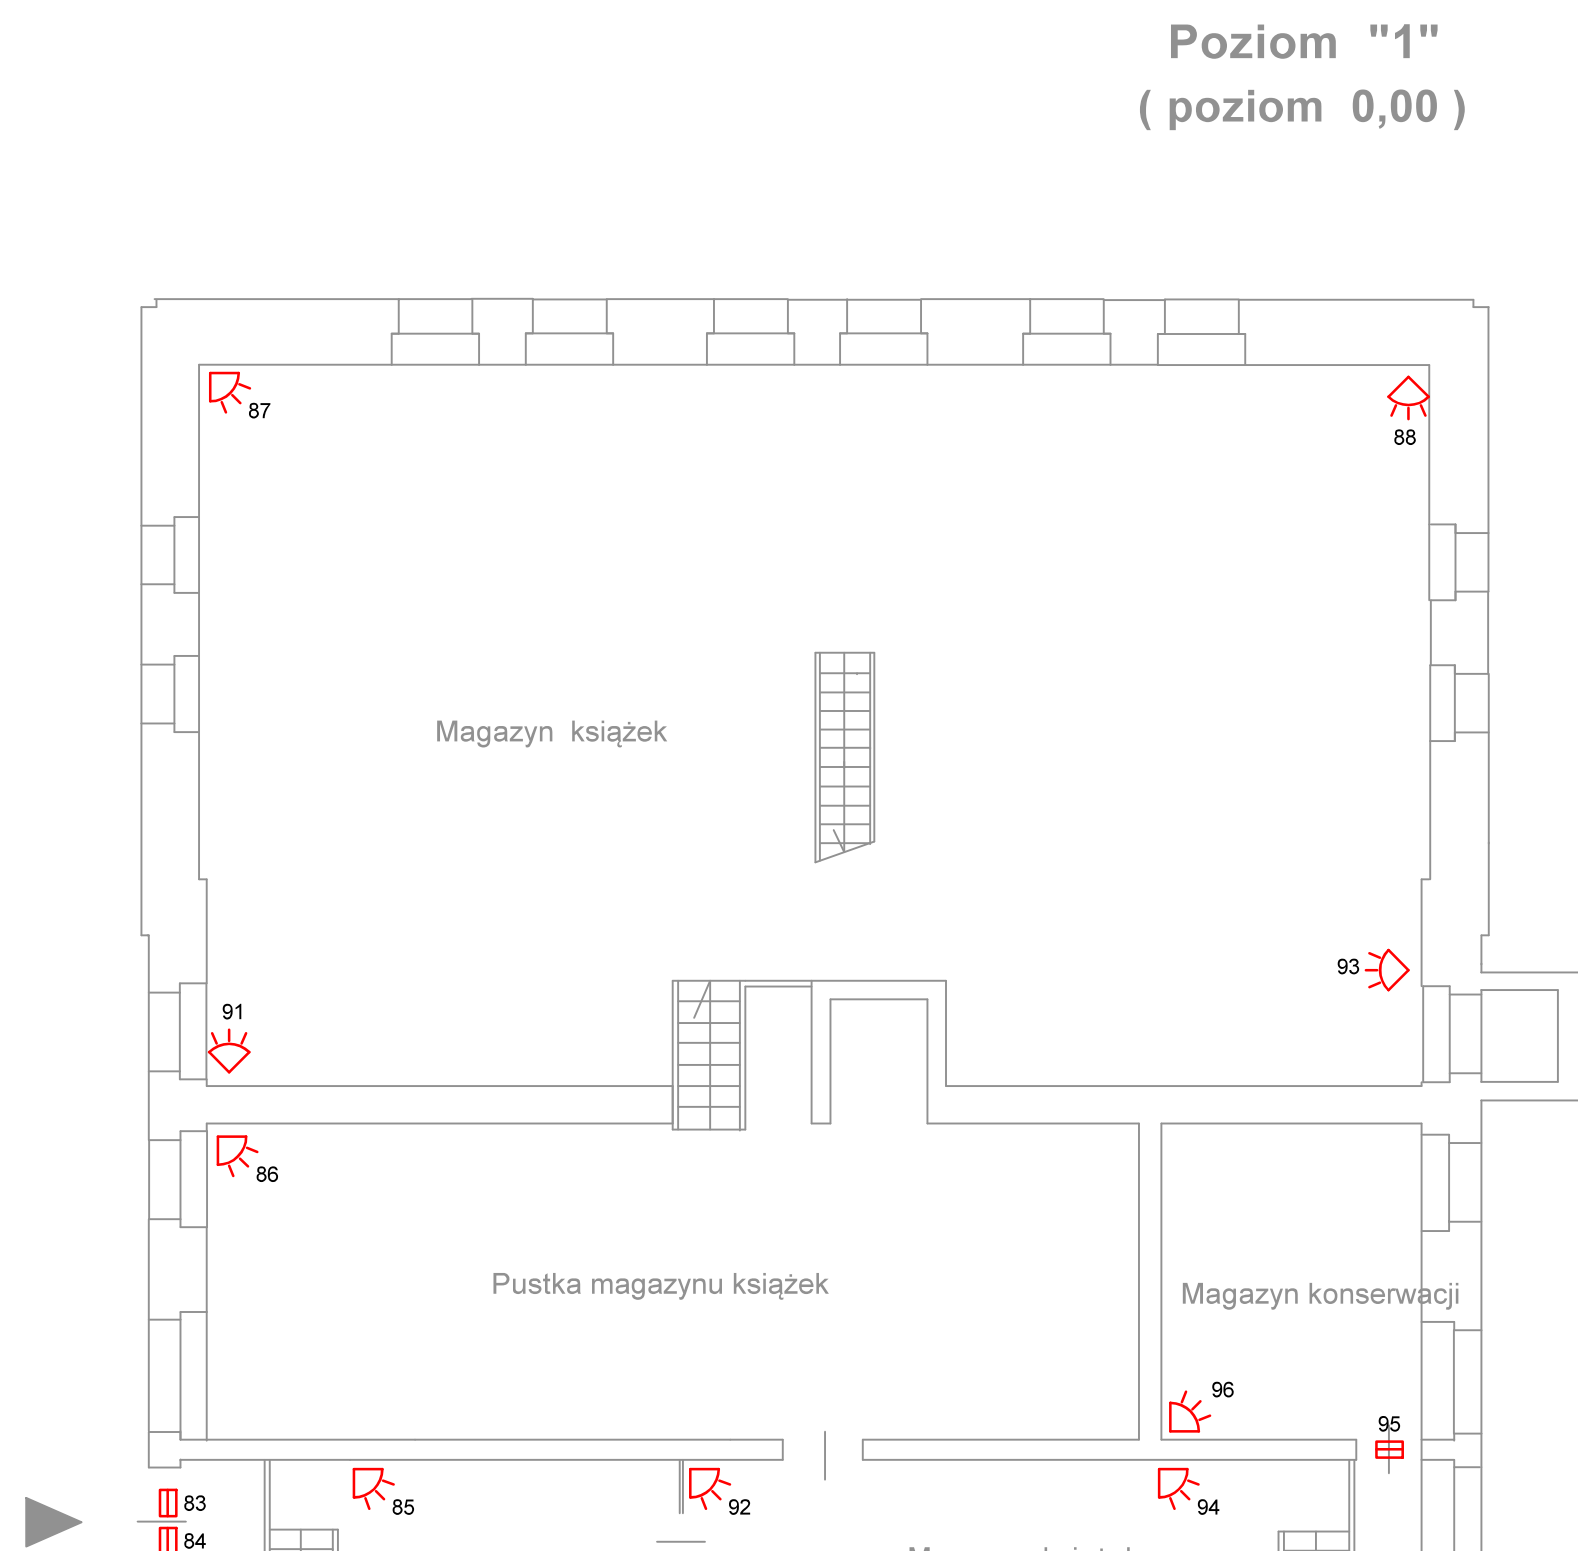 Poziom "1"
( poziom 0,00 )
87
88
Magazyn książek
93
91
86
Pustka magazynu książek
Magazyn konserwacji
96
95
83
85
92
94
84